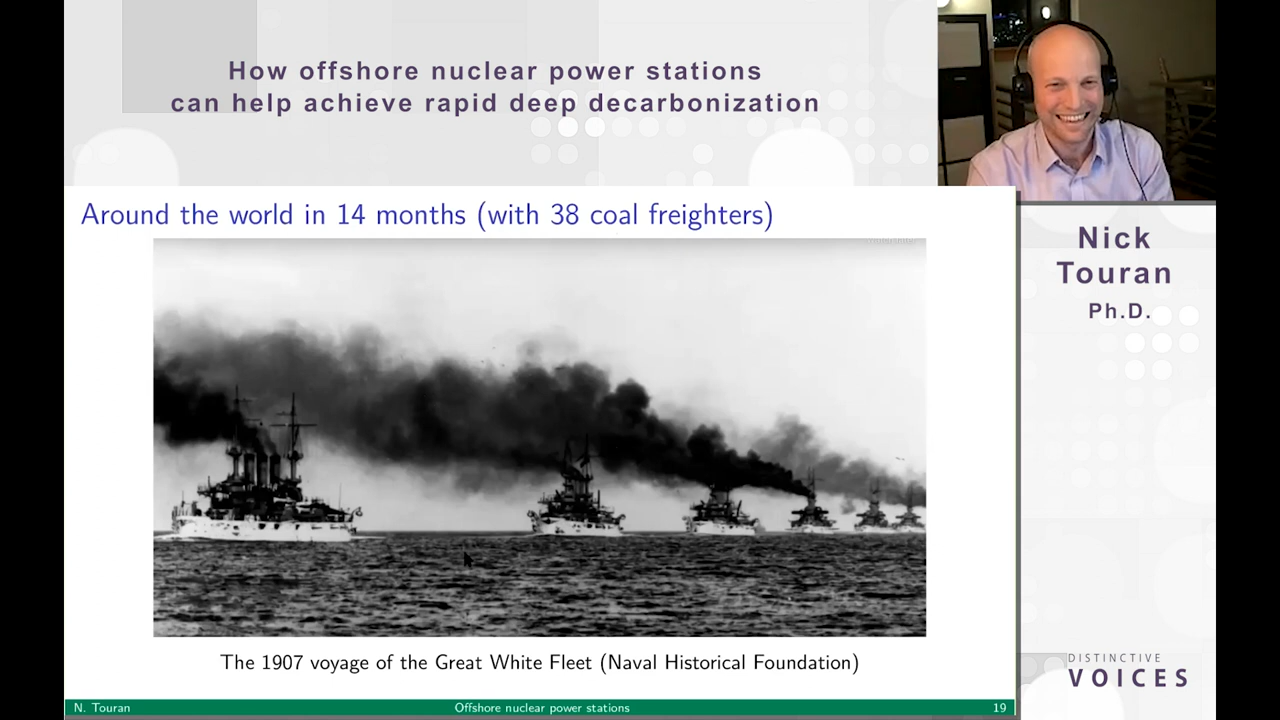 How offshore nuclear power stations
can help achieve rapid deep decarbonization
Around the world in 14 months (with 38 coal freighters)
The 1907 voyage of the Great White Fleet (Naval Historical Foundation)
N. Touran
Offshore nuclear power stations
19
Nick
Touran
Ph.D.
DISTINCTIVE
VOICES